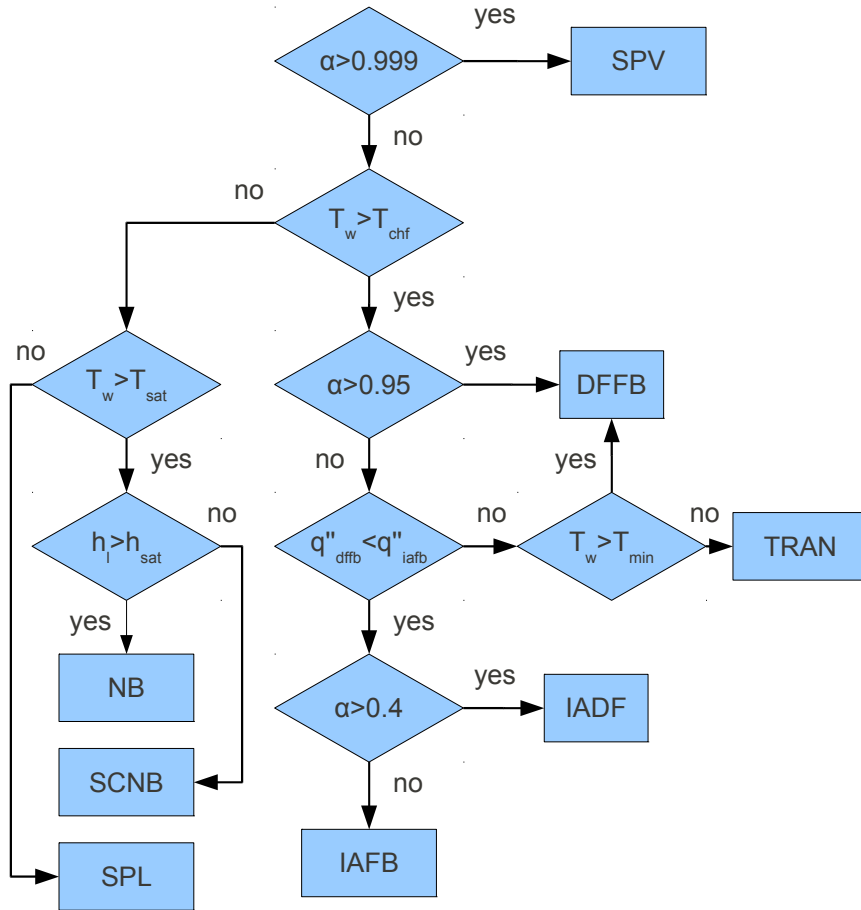 yes
α>0.999
SPV
no
no
T_w>T_chf
yes
no
yes
T_w>T_sat
α>0.95
DFFB
yes
no
yes
no
no
no
h_l>h_sat
q"_dffb<q"_iafb
T_w>T_min
TRAN
yes
yes
NB
yes
α>0.4
IADF
SCNB
no
SPL
IAFB